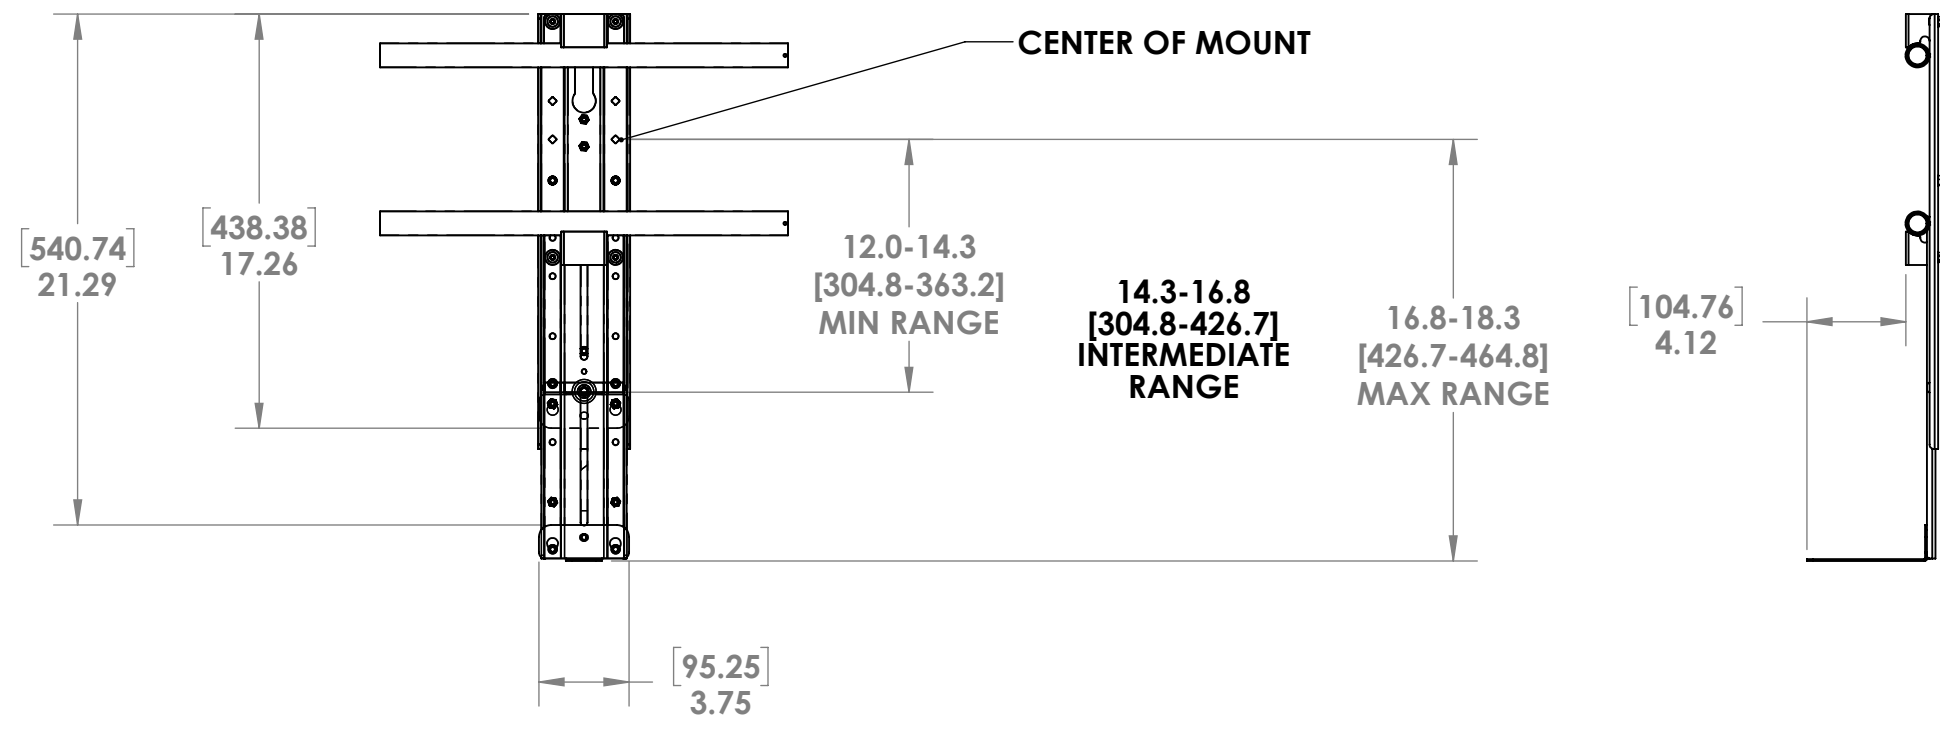 CENTER OF MOUNT
[540.74]
21.29
[438.38]
17.26
12.0-14.3
[304.8-363.2]
MIN RANGE
14.3-16.8
[304.8-426.7]
INTERMEDIATE
RANGE
16.8-18.3
[426.7-464.8]
MAX RANGE
[104.76]
4.12
[95.25]
3.75